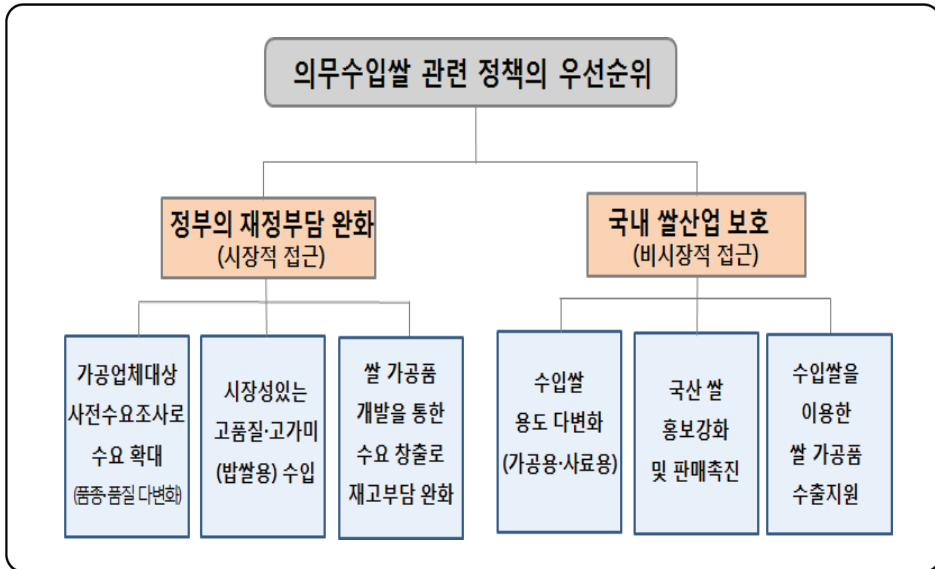 의무수입쌀 관련 정책의 우선순위
정부의 재정부담 완화
(시장적 접근)
국내 쌀산업 보호
(비시장적 접근)
가공업체대상
사전수요조사로
수요 확대
(품종·품질 다변화)
시장성있는
고품질·고가미
(밥쌀용) 수입
쌀 가공품
개발을 통한
수요 창출로
재고부담 완화
수입쌀
용도 다변화
(가공용·사료용)
국산 쌀
홍보강화
및 판매촉진
수입쌀을
이용한
쌀 가공품
수출지원